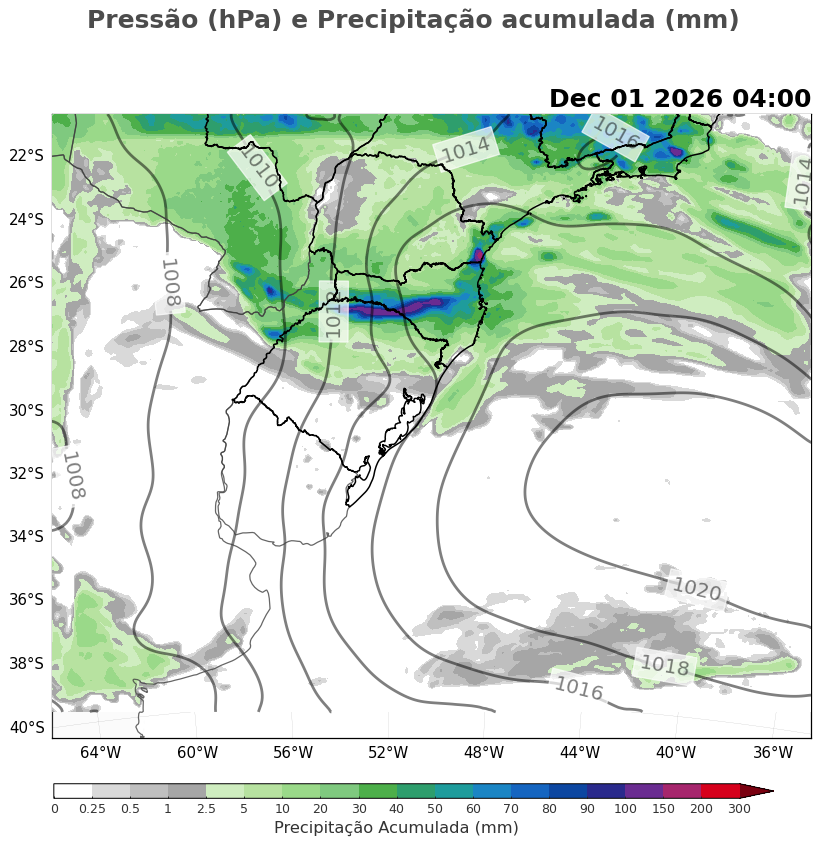 Pressão (hPa) e Precipitação acumulada (mm)
Dec 01 2026 04:00
1016
1014
1010
1014
22°S
24°S
1008
26°S
28°S
30°S
1008
32°S
34°S
36°S
1020
1018
38°S
1016
40°S
64°W 60°W 56°W 52°W 48°W 44°W 40°W 36°W
0 0.25 0.5 1 2.5 5 10 20 30 40 50 60 70 80 90 100 150 200 300
Precipitação Acumulada (mm)